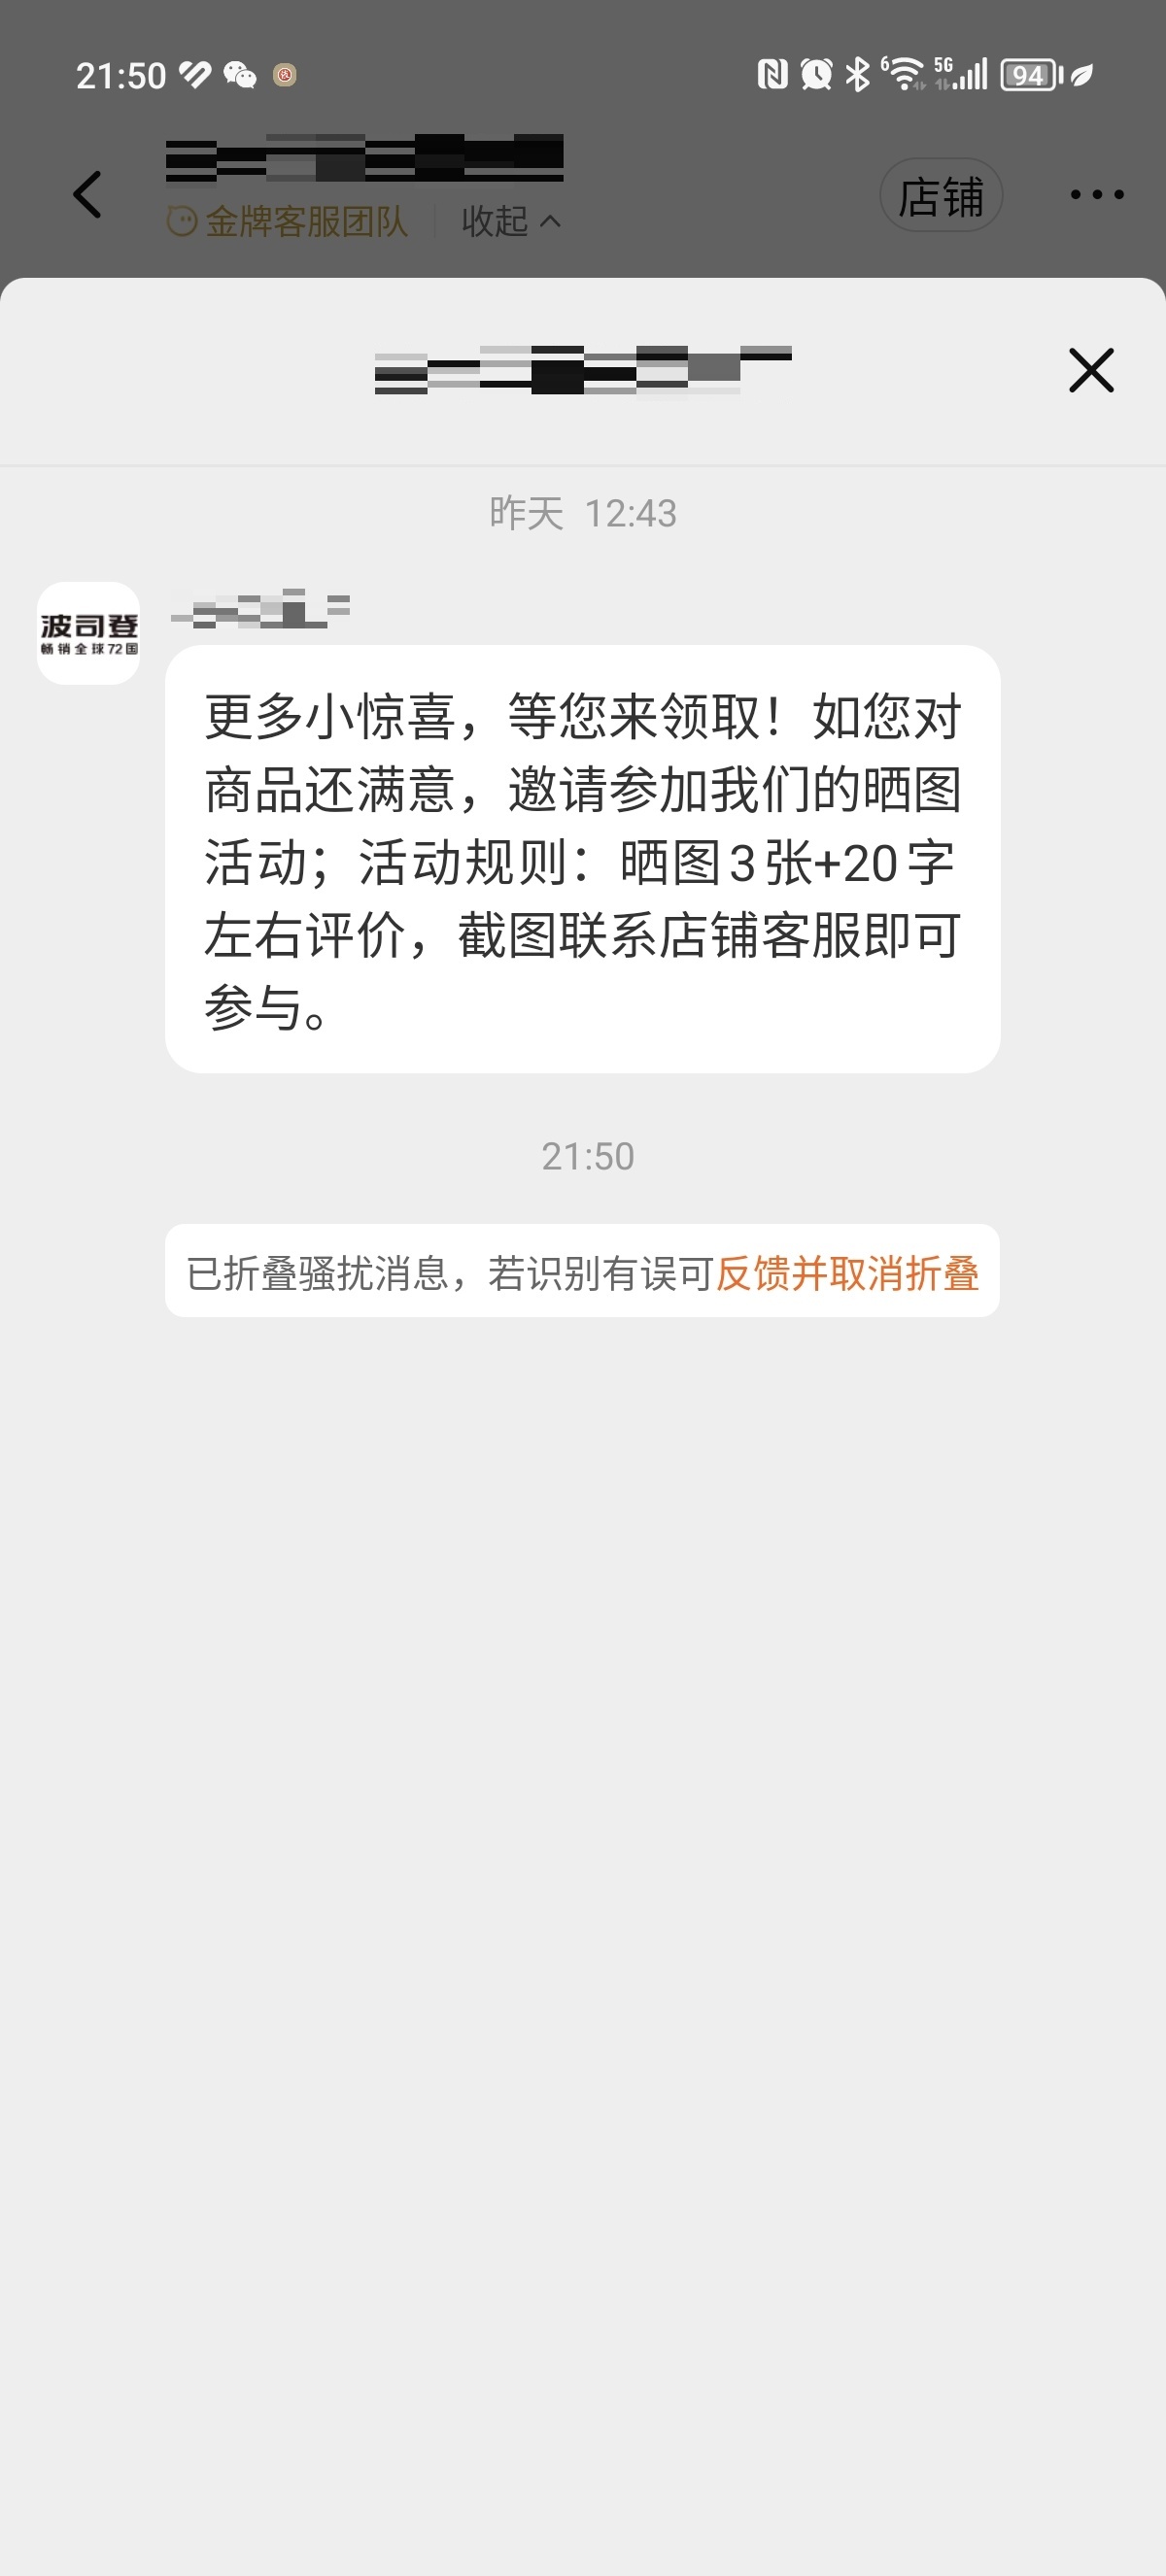 21:50
6
5G
94
金牌客服团队
收起
店铺
昨天 12:43
波司登
畅销全球72国
更多小惊喜，等您来领取！如您对
商品还满意，邀请参加我们的晒图
活动；活动规则：晒图3张+20字
左右评价，截图联系店铺客服即可
参与。
21:50
已折叠骚扰消息，若识别有误可反馈并取消折叠